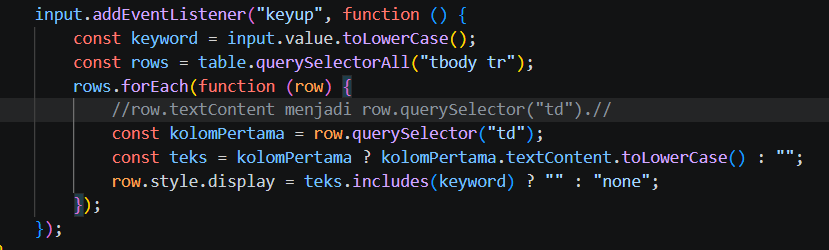 input.addEventListener("keyup", function () {
    const keyword = input.value.toLowerCase();
    const rows = table.querySelectorAll("tbody tr");
    rows.forEach(function (row) {
        //row.textContent menjadi row.querySelector("td").//
        const kolomPertama = row.querySelector("td");
        const teks = kolomPertama ? kolomPertama.textContent.toLowerCase() : "";
        row.style.display = teks.includes(keyword) ? "" : "none";
    });
});